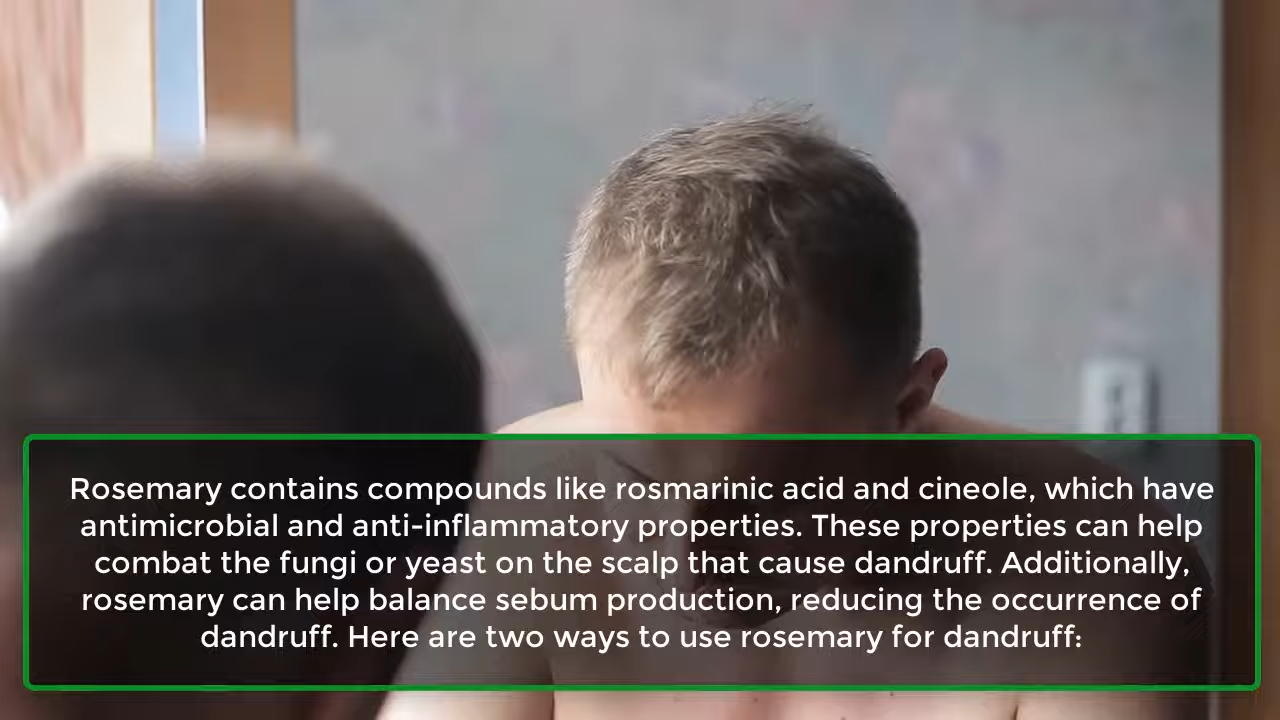 Rosemary contains compounds like rosmarinic acid and cineole, which have
antimicrobial and anti-inflammatory properties. These properties can help
combat the fungi or yeast on the scalp that cause dandruff. Additionally,
rosemary can help balance sebum production, reducing the occurrence of
dandruff. Here are two ways to use rosemary for dandruff: